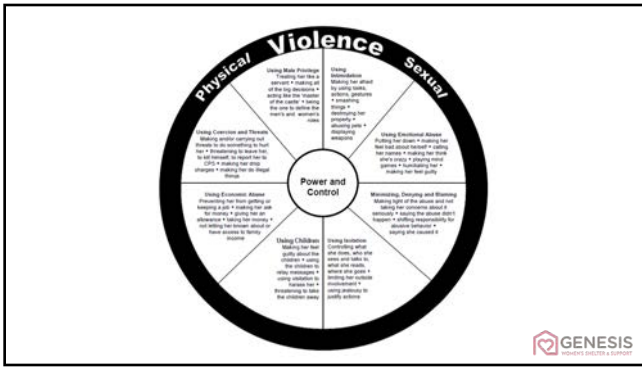 Physical Violence Sexual
Using Male Privilege
Treating her like a
servant • making all
of the big decisions •
acting like the 'master
of the castle' • being
the one to define the
men's and women's
roles
Using
Intimidation
Making her afraid
by using looks,
actions, gestures
• smashing
things •
destroying her
property •
abusing pets •
displaying
weapons
Using Emotional Abuse
Putting her down • making her
feel bad about herself • calling
her names • making her think
she's crazy • playing mind
games • humiliating her •
making her feel guilty
Minimizing, Denying and Blaming
Making light of the abuse and not
taking her concerns about it
seriously • saying the abuse didn't
happen • shifting responsibility for
abusive behavior •
saying she caused it
Using Isolation
Controlling what
she does, who she
sees and talks to,
what she reads,
where she goes •
limiting her outside
involvement •
using jealousy to
justify actions
Using Children
Making her feel
guilty about the
children • using
the children to
relay messages •
using visitation to
harass her •
threatening to take
the children away
Using Economic Abuse
Preventing her from getting or
keeping a job • making her ask
for money • giving her an
allowance • taking her money •
not letting her known about or
have access to family
income
Using Coercion and Threats
Making and/or carrying out
threats to do something to hurt
her • threatening to leave her,
to kill himself, to report her to
CPS • making her drop
charges • making her do illegal
things
Power and
Control
GENESIS
WOMEN'S SHELTER & SUPPORT